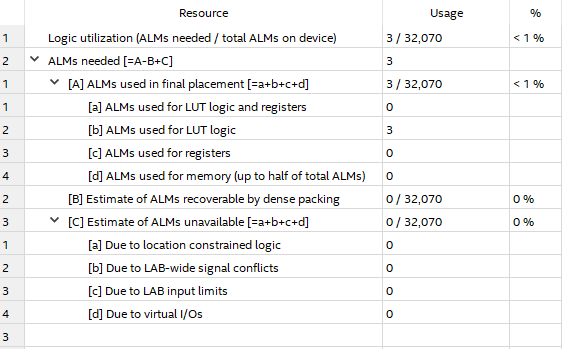 Resource Usage %
1 Logic utilization (ALMs needed / total ALMs on device) 3 / 32,070 < 1 %
2 ALMs needed [=A-B+C] 3
1 [A] ALMs used in final placement [=a+b+c+d] 3 / 32,070 < 1 %
1 [a] ALMs used for LUT logic and registers 0
2 [b] ALMs used for LUT logic 3
3 [c] ALMs used for registers 0
4 [d] ALMs used for memory (up to half of total ALMs) 0
2 [B] Estimate of ALMs recoverable by dense packing 0 / 32,070 0 %
3 [C] Estimate of ALMs unavailable [=a+b+c+d] 0 / 32,070 0 %
1 [a] Due to location constrained logic 0
2 [b] Due to LAB-wide signal conflicts 0
3 [c] Due to LAB input limits 0
4 [d] Due to virtual I/Os 0
3